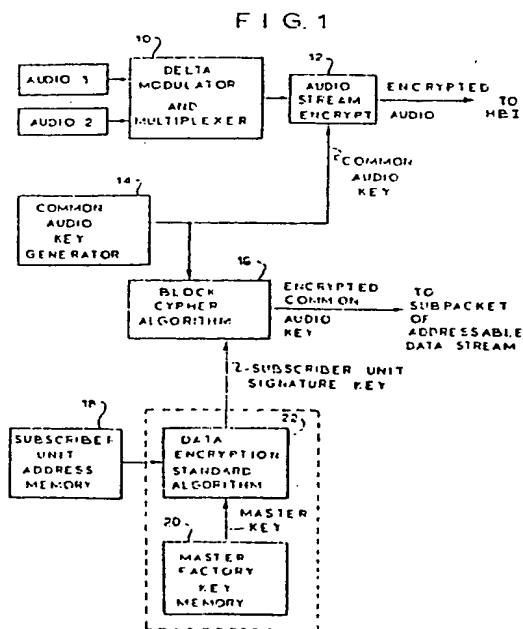 FIG. 1
10
AUDIO 1
AUDIO 2
DELTA
MODULATOR
AND
MULTIPLEXER
12
AUDIO
STREAM
ENCRYPT
ENCRYPTED
AUDIO
TO
HBI
COMMON
AUDIO
KEY
14
COMMON
AUDIO
KEY
GENERATOR
16
BLOCK
CYPHER
ALGORITHM
ENCRYPTED
COMMON
AUDIO
KEY
TO
SUBPACKET
OF
ADDRESSABLE
DATA STREAM
SUBSCRIBER UNIT
SIGNATURE KEY
18
SUBSCRIBER
UNIT
ADDRESS
MEMORY
22
DATA
ENCRYPTION
STANDARD
ALGORITHM
MASTER
KEY
20
MASTER
FACTORY
KEY
MEMORY